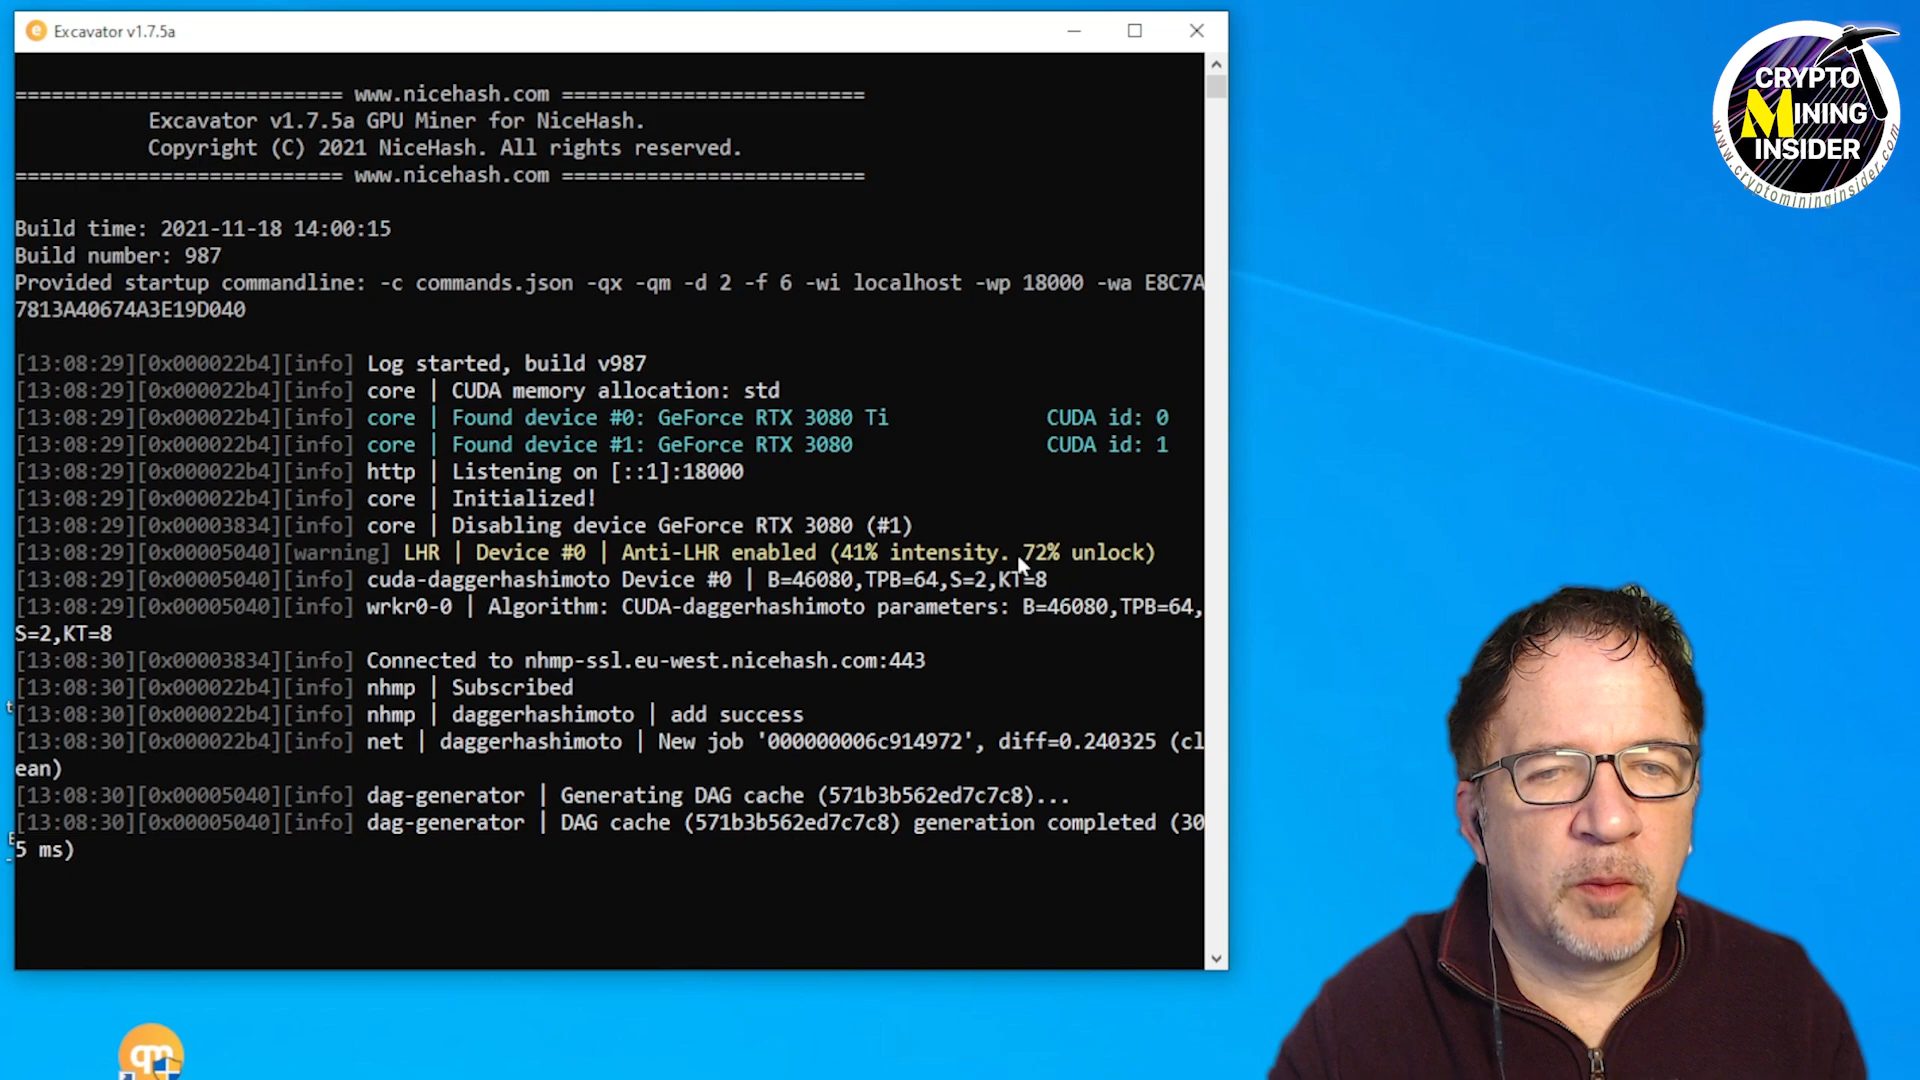 Excavator v1.7.5a
=========================== www.nicehash.com =========================
Excavator v1.7.5a GPU Miner for NiceHash.
Copyright (C) 2021 NiceHash. All rights reserved.
=========================== www.nicehash.com =========================
Build time: 2021-11-18 14:00:15
Build number: 987
Provided startup commandline: -c commands.json -qx -qm -d 2 -f 6 -wi localhost -wp 18000 -wa E8C7A
7813A40674A3E19D040
[13:08:29][0x000022b4][info] Log started, build v987
[13:08:29][0x000022b4][info] core | CUDA memory allocation: std
[13:08:29][0x000022b4][info] core | Found device #0: GeForce RTX 3080 Ti CUDA id: 0
[13:08:29][0x000022b4][info] core | Found device #1: GeForce RTX 3080 CUDA id: 1
[13:08:29][0x000022b4][info] http | Listening on [::1]:18000
[13:08:29][0x000022b4][info] core | Initialized!
[13:08:29][0x00003834][info] core | Disabling device GeForce RTX 3080 (#1)
[13:08:29][0x00005040][warning] LHR | Device #0 | Anti-LHR enabled (41% intensity. 72% unlock)
[13:08:29][0x00005040][info] cuda-daggerhashimoto Device #0 | B=46080,TPB=64,S=2,KT=8
[13:08:29][0x00005040][info] wrkr0-0 | Algorithm: CUDA-daggerhashimoto parameters: B=46080,TPB=64,
S=2,KT=8
[13:08:30][0x00003834][info] Connected to nhmp-ssl.eu-west.nicehash.com:443
[13:08:30][0x000022b4][info] nhmp | Subscribed
[13:08:30][0x000022b4][info] nhmp | daggerhashimoto | add success
[13:08:30][0x000022b4][info] net | daggerhashimoto | New job '000000006c914972', diff=0.240325 (cl
ean)
[13:08:30][0x00005040][info] dag-generator | Generating DAG cache (571b3b562ed7c7c8)...
[13:08:30][0x00005040][info] dag-generator | DAG cache (571b3b562ed7c7c8) generation completed (30
5 ms)
qm
CRYPTO
MINING
INSIDER
www.cryptomininginsider.com